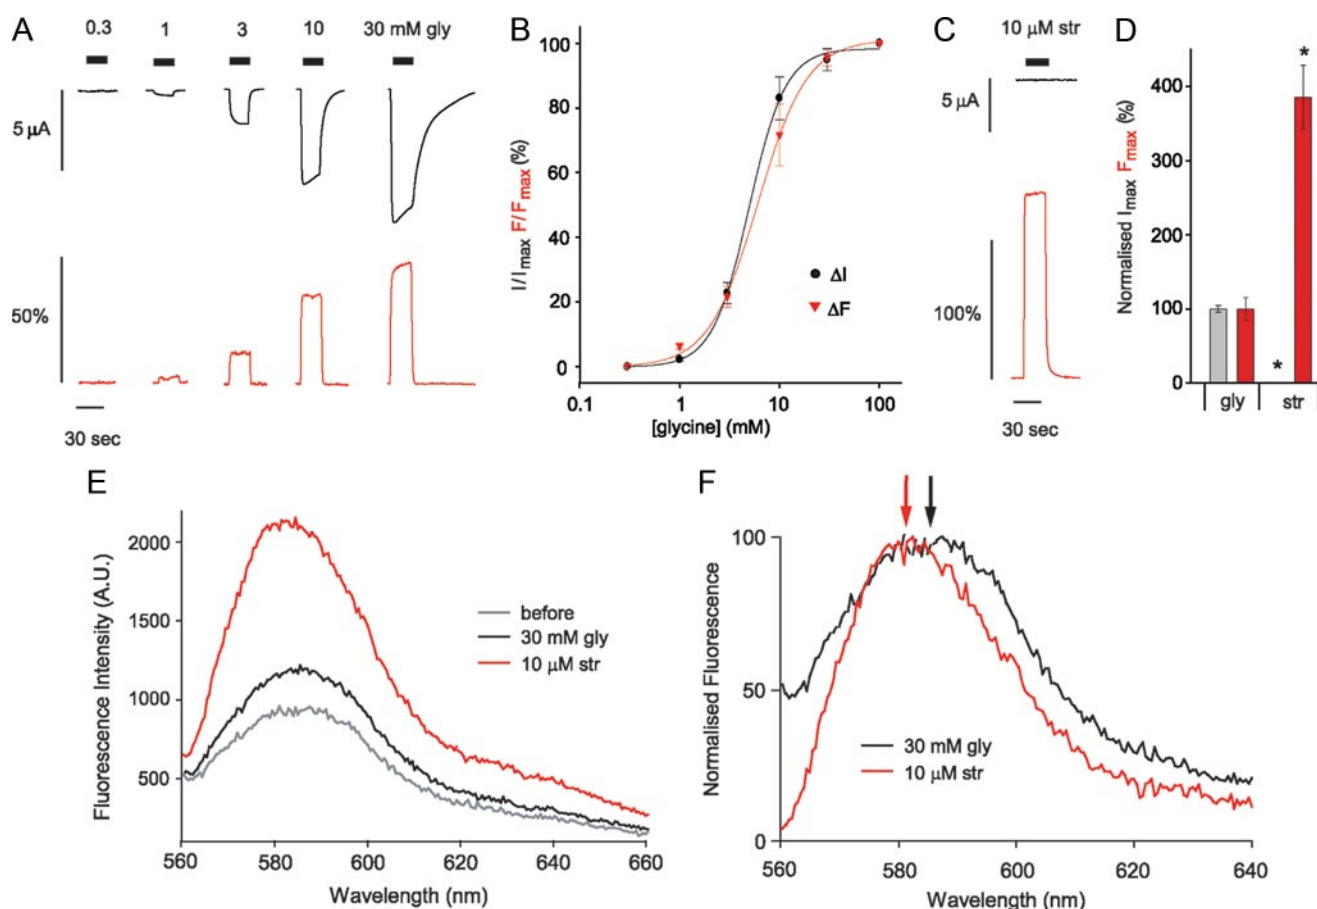 A
0.3 1 3 10 30 mM gly
5 μA
50%
30 sec
B
I/Imax F/Fmax (%)
100
80
60
40
20
0
0.1 1 10 100
[glycine] (mM)
ΔI
ΔF
C
10 μM str
5 μA
100%
30 sec
D
Normalised Imax Fmax (%)
400
300
200
100
0
*
*
gly str
E
Fluorescence Intensity (A.U.)
2000
1500
1000
500
560 580 600 620 640 660
Wavelength (nm)
before
30 mM gly
10 μM str
F
Normalised Fluorescence
100
50
0
560 580 600 620 640
Wavelength (nm)
30 mM gly
10 μM str